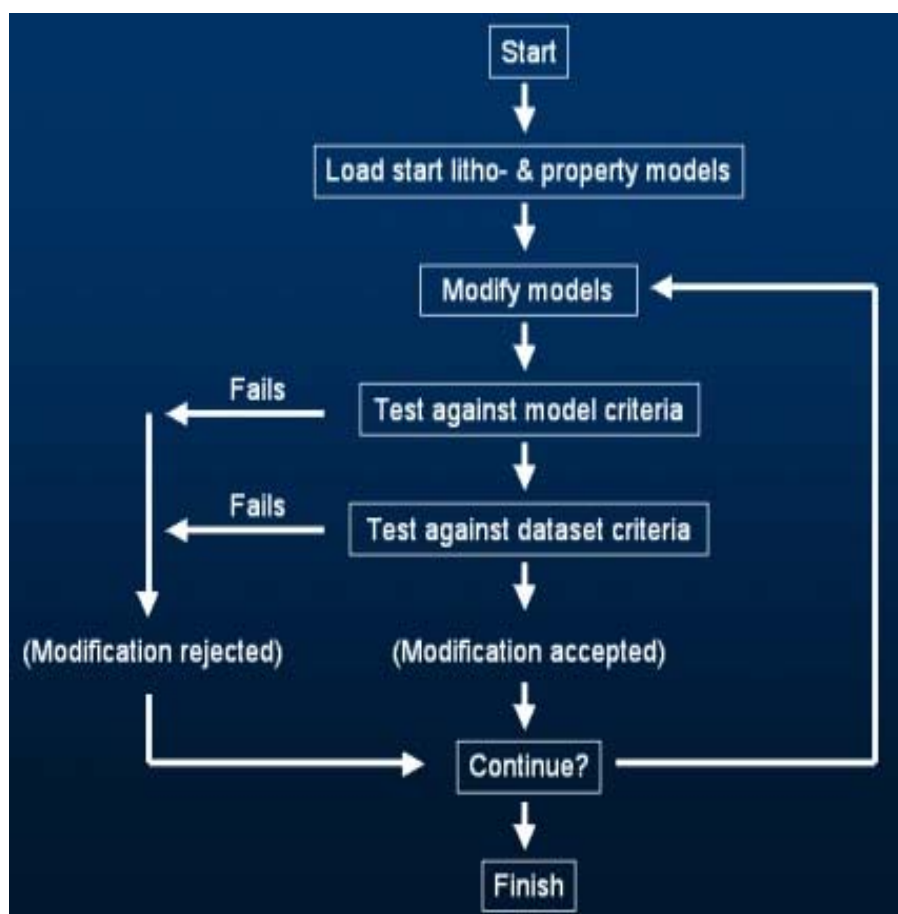 Start
Load start litho- & property models
Modify models
Fails
Test against model criteria
Fails
Test against dataset criteria
(Modification rejected)
(Modification accepted)
Continue?
Finish